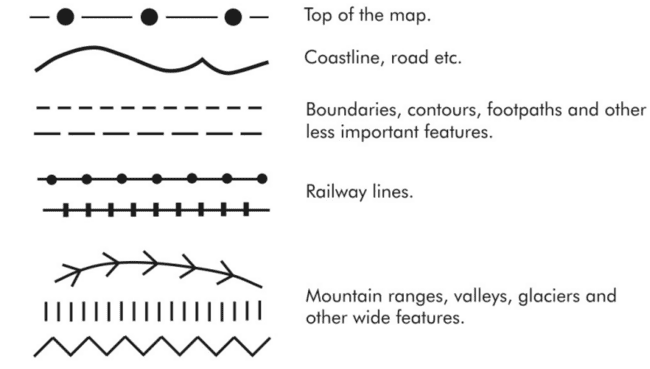 Top of the map.
Coastline, road etc.
Boundaries, contours, footpaths and other
less important features.
Railway lines.
Mountain ranges, valleys, glaciers and
other wide features.